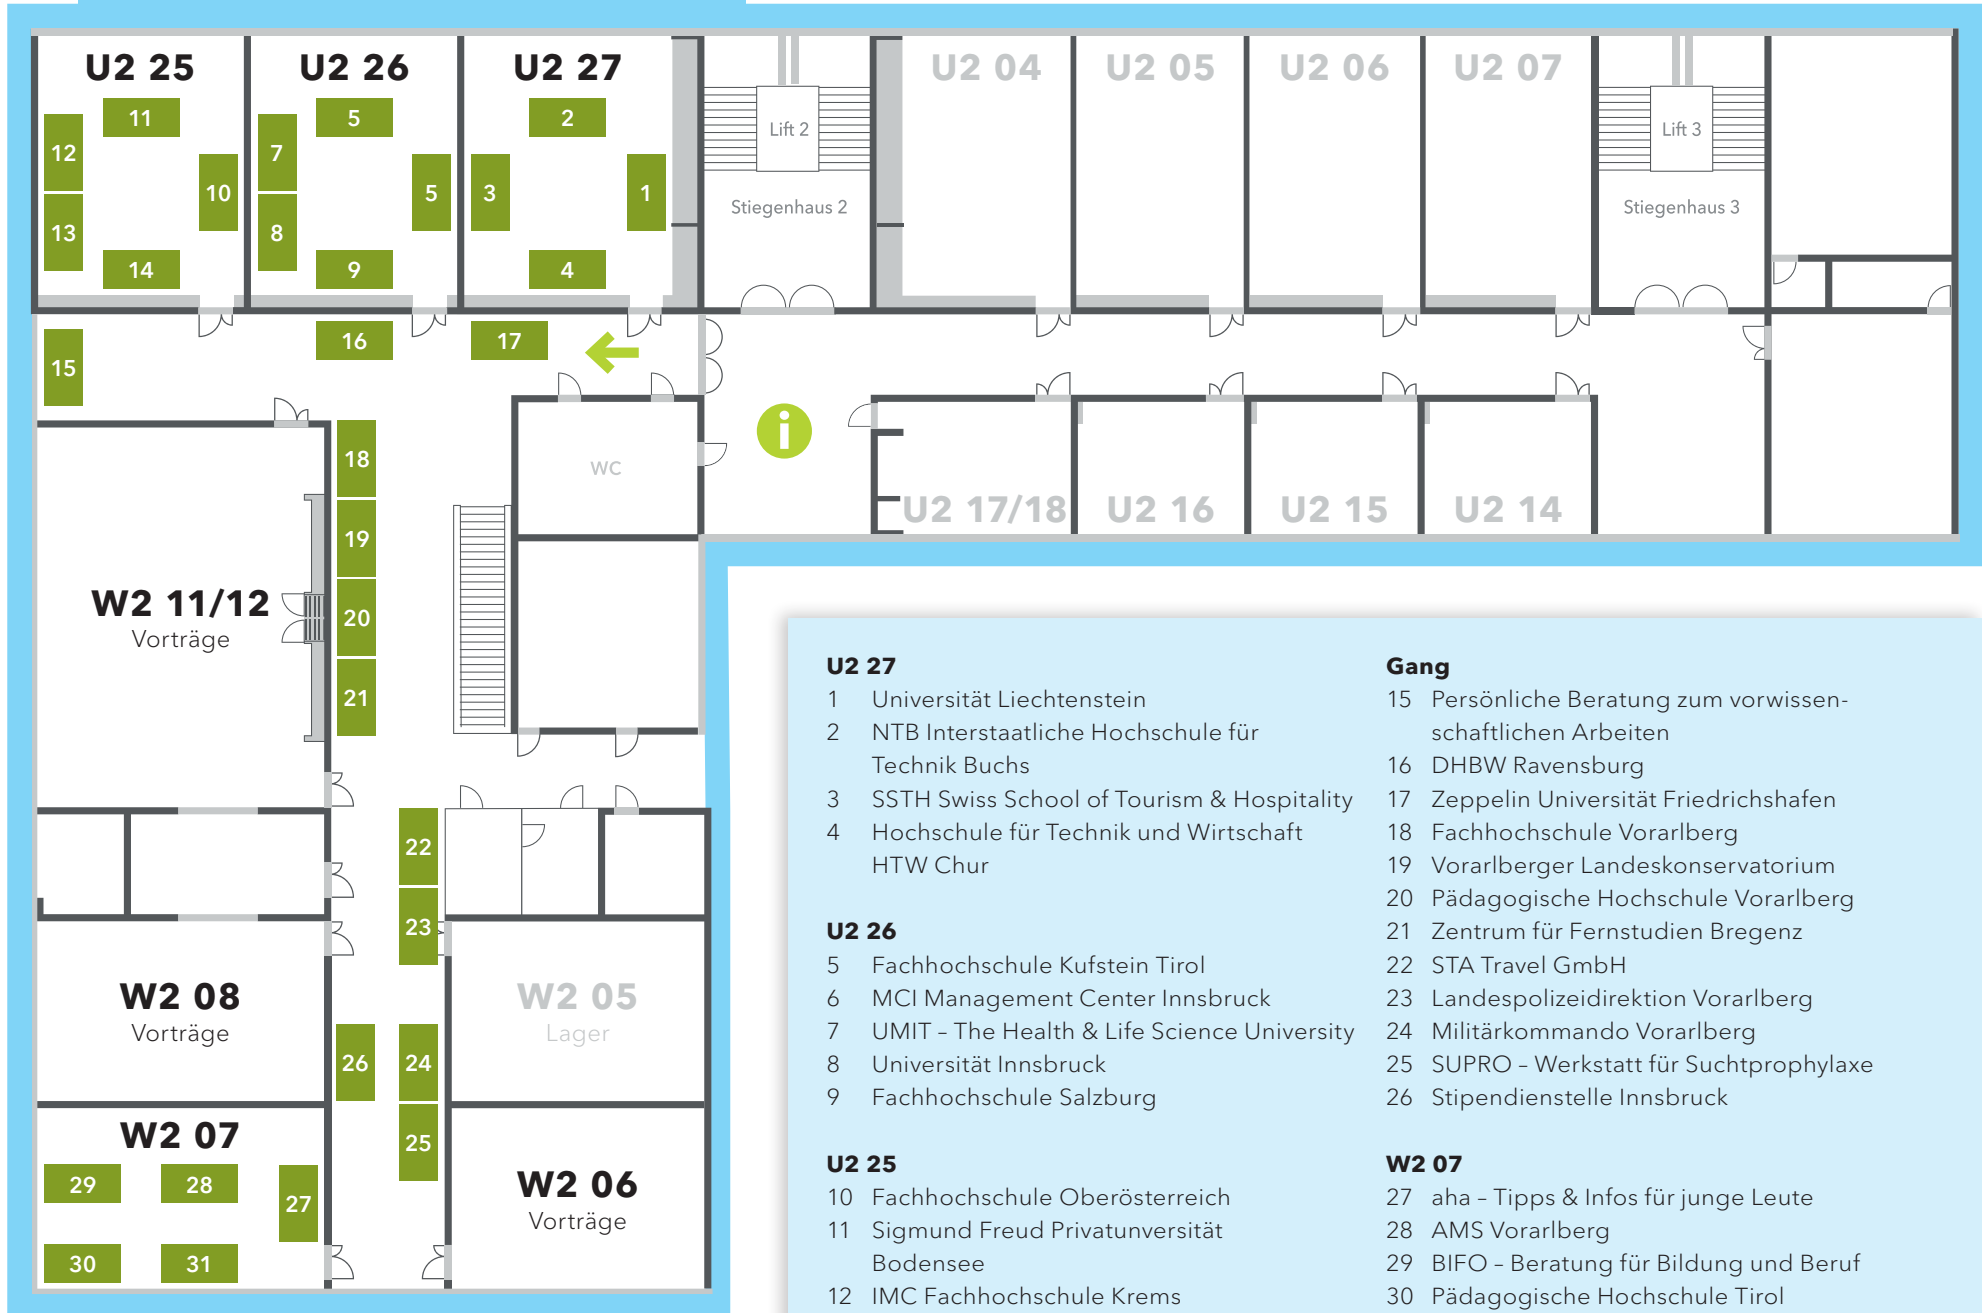 U2 25
U2 26
U2 27
U2 04
U2 05
U2 06
U2 07
11
5
2
12
7
Lift 2
Lift 3
10
5
3
1
13
8
Stiegenhaus 2
Stiegenhaus 3
14
9
4
16
17
15
i
18
WC
U2 17/18
U2 16
U2 15
U2 14
19
W2 11/12
Vorträge
20
21
22
23
W2 08
Vorträge
W2 05
Lager
26
24
W2 07
25
29
28
27
W2 06
Vorträge
30
31
U2 27
1 Universität Liechtenstein
2 NTB Interstaatliche Hochschule für
Technik Buchs
3 SSTH Swiss School of Tourism & Hospitality
4 Hochschule für Technik und Wirtschaft
HTW Chur
U2 26
5 Fachhochschule Kufstein Tirol
6 MCI Management Center Innsbruck
7 UMIT – The Health & Life Science University
8 Universität Innsbruck
9 Fachhochschule Salzburg
U2 25
10 Fachhochschule Oberösterreich
11 Sigmund Freud Privatunversität
Bodensee
12 IMC Fachhochschule Krems
Gang
15 Persönliche Beratung zum vorwissen-
schaftlichen Arbeiten
16 DHBW Ravensburg
17 Zeppelin Universität Friedrichshafen
18 Fachhochschule Vorarlberg
19 Vorarlberger Landeskonservatorium
20 Pädagogische Hochschule Vorarlberg
21 Zentrum für Fernstudien Bregenz
22 STA Travel GmbH
23 Landespolizeidirektion Vorarlberg
24 Militärkommando Vorarlberg
25 SUPRO – Werkstatt für Suchtprophylaxe
26 Stipendienstelle Innsbruck
W2 07
27 aha – Tipps & Infos für junge Leute
28 AMS Vorarlberg
29 BIFO – Beratung für Bildung und Beruf
30 Pädagogische Hochschule Tirol